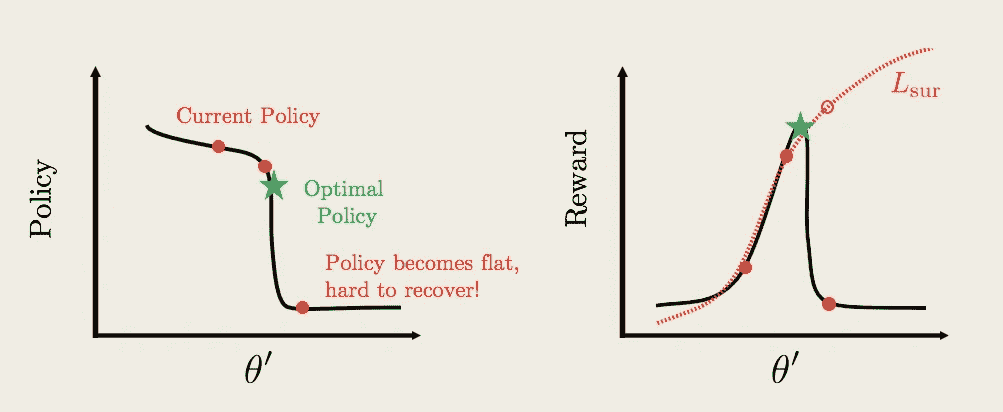 Policy
Current Policy
Optimal
Policy
Policy becomes flat,
hard to recover!
θ′
Reward
L_sur
θ′